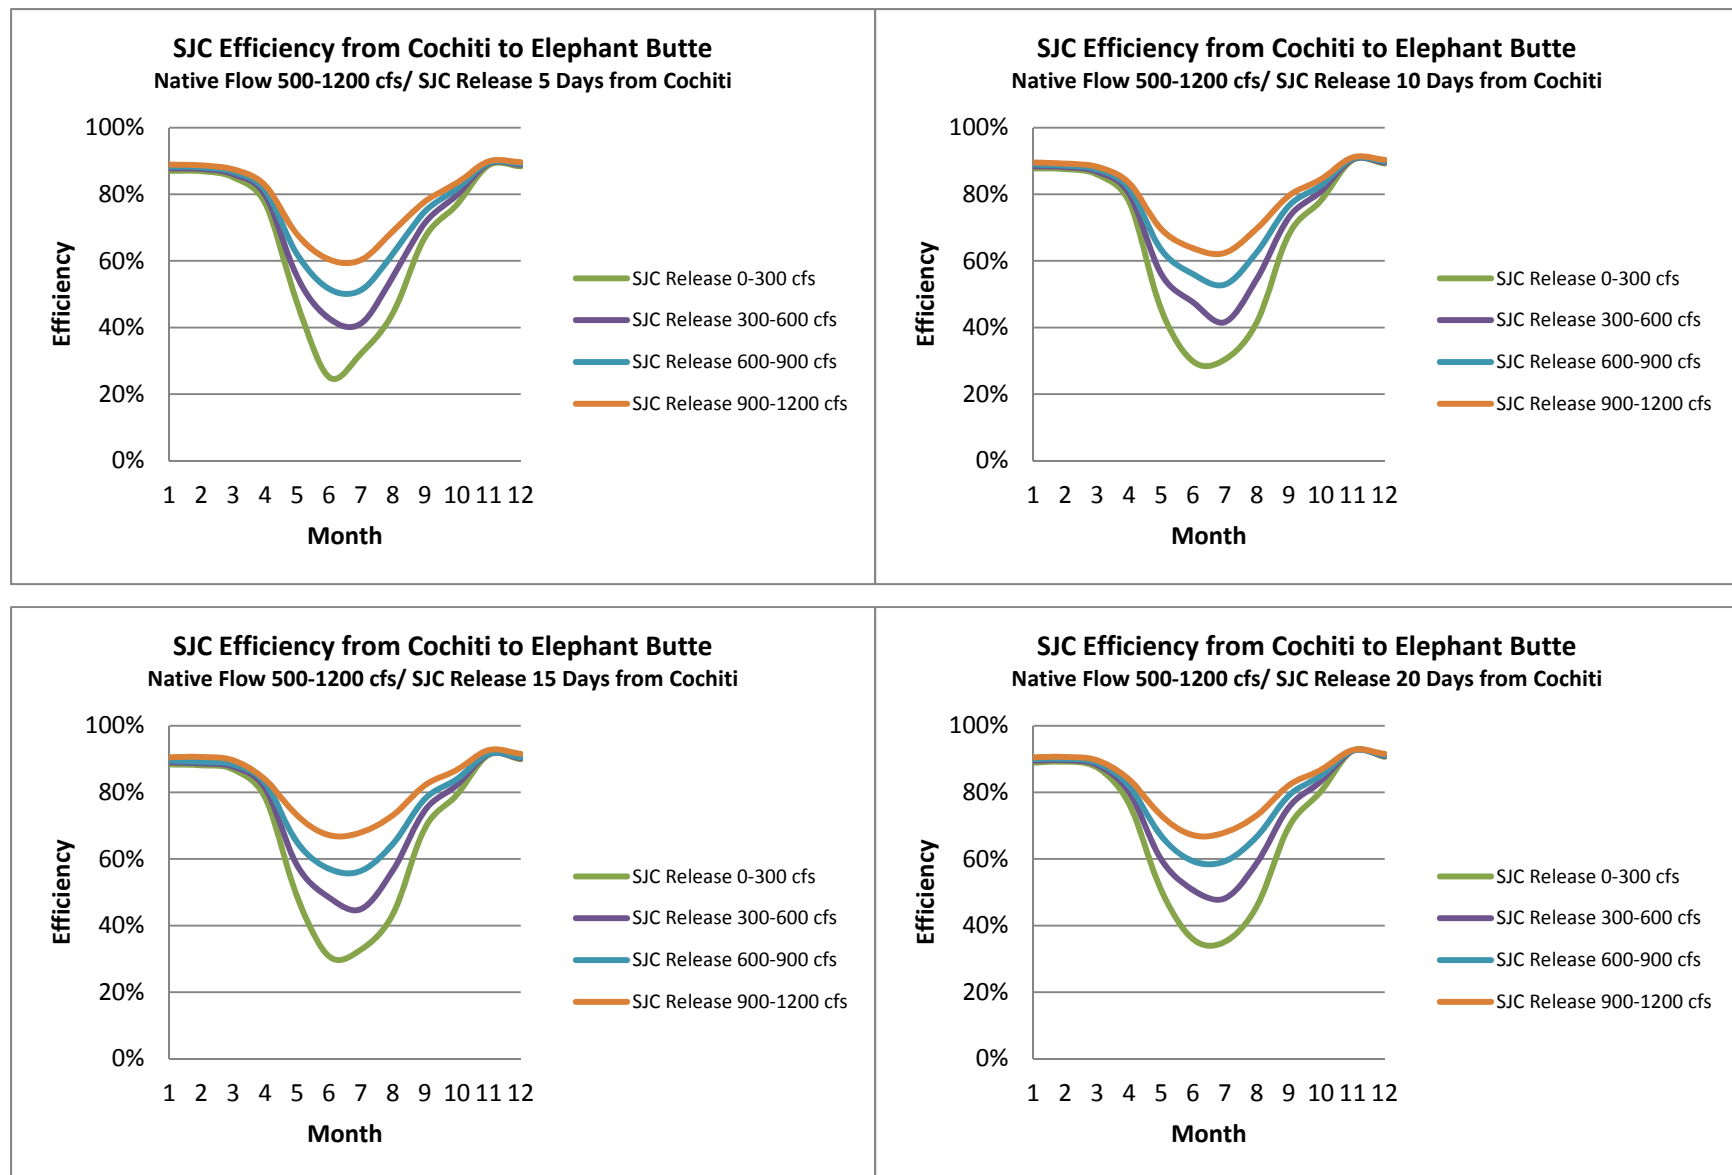 SJC Efficiency from Cochiti to Elephant Butte
Native Flow 500-1200 cfs/ SJC Release 5 Days from Cochiti
100%
80%
60%
40%
20%
0%
Efficiency
1 2 3 4 5 6 7 8 9 10 11 12
Month
SJC Release 0-300 cfs
SJC Release 300-600 cfs
SJC Release 600-900 cfs
SJC Release 900-1200 cfs
SJC Efficiency from Cochiti to Elephant Butte
Native Flow 500-1200 cfs/ SJC Release 10 Days from Cochiti
100%
80%
60%
40%
20%
0%
Efficiency
1 2 3 4 5 6 7 8 9 10 11 12
Month
SJC Release 0-300 cfs
SJC Release 300-600 cfs
SJC Release 600-900 cfs
SJC Release 900-1200 cfs
SJC Efficiency from Cochiti to Elephant Butte
Native Flow 500-1200 cfs/ SJC Release 15 Days from Cochiti
100%
80%
60%
40%
20%
0%
Efficiency
1 2 3 4 5 6 7 8 9 10 11 12
Month
SJC Release 0-300 cfs
SJC Release 300-600 cfs
SJC Release 600-900 cfs
SJC Release 900-1200 cfs
SJC Efficiency from Cochiti to Elephant Butte
Native Flow 500-1200 cfs/ SJC Release 20 Days from Cochiti
100%
80%
60%
40%
20%
0%
Efficiency
1 2 3 4 5 6 7 8 9 10 11 12
Month
SJC Release 0-300 cfs
SJC Release 300-600 cfs
SJC Release 600-900 cfs
SJC Release 900-1200 cfs